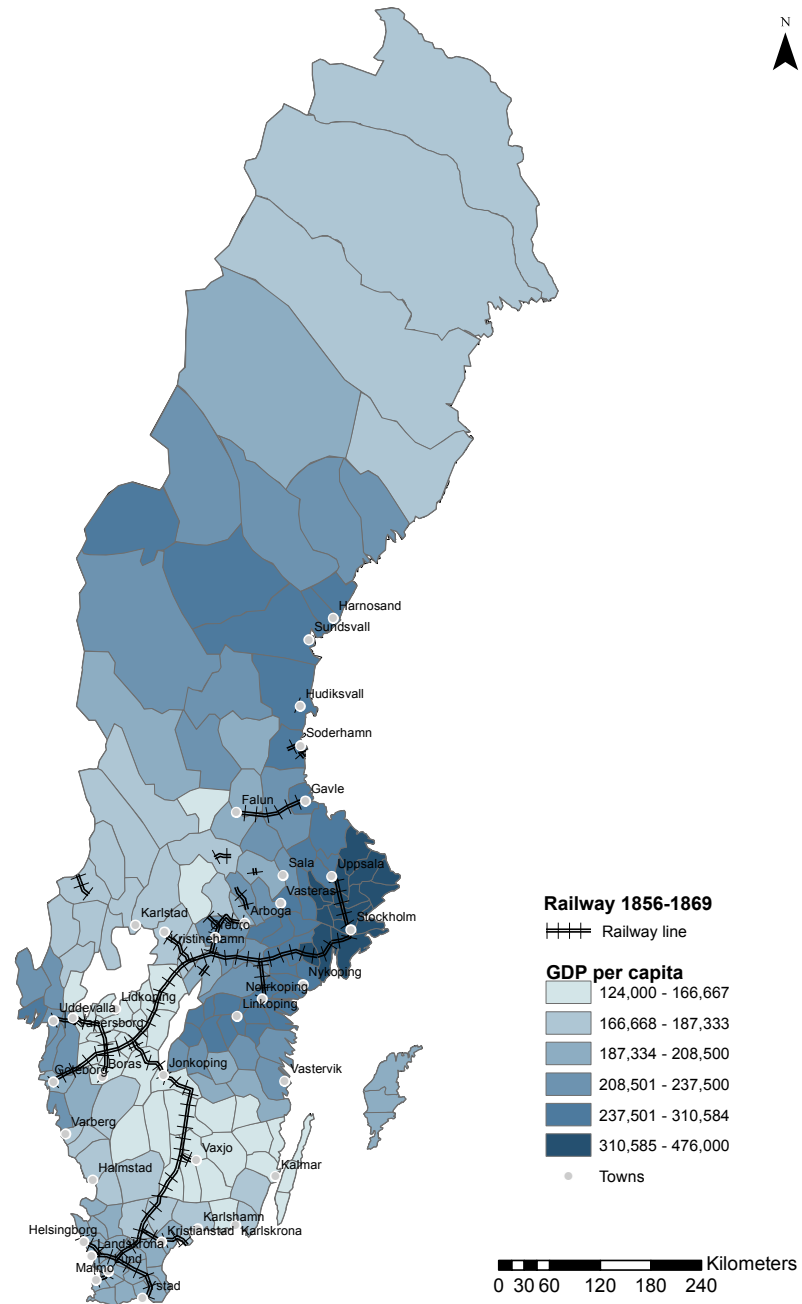 N
Harnosand
Sundsvall
Hudiksvall
Soderhamn
Gavle
Falun
Sala
Uppsala
Vasteras
Arboga
Stockholm
Karlstad
Kristinehamn
Nykoping
Norrkoping
Linkoping
Lidkoping
Uddevalla
Goteborg
Boras
Jonkoping
Vastervik
Varberg
Vaxjo
Halmstad
Kalmar
Karlshamn
Helsingborg
Kristianstad
Karlskrona
Landskrona
Malmo
Ystad
Railway 1856-1869
Railway line
GDP per capita
124,000 - 166,667
166,668 - 187,333
187,334 - 208,500
208,501 - 237,500
237,501 - 310,584
310,585 - 476,000
Towns
Kilometers
0 30 60 120 180 240